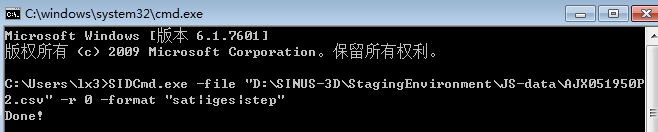 C:\windows\system32\cmd.exe
Microsoft Windows [版本 6.1.7601]
版权所有 (c) 2009 Microsoft Corporation。保留所有权利。
C:\Users\lx3>SIDCmd.exe -file "D:\SINUS-3D\StagingEnvironment\JS-data\AJX051950P
2.csv" -r 0 -format "sat|iges|step"
Done!